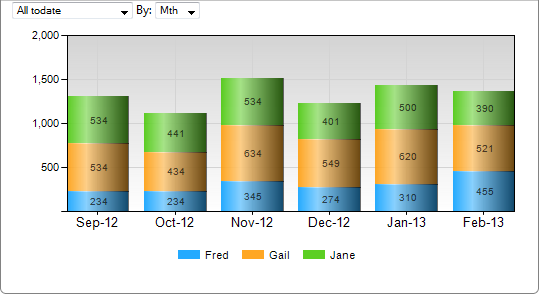 All todate By: Mth
2,000
1,500
1,000
500
534 441 534 401 500 390
534 434 634 549 620 521
234 234 345 274 310 455
Sep-12 Oct-12 Nov-12 Dec-12 Jan-13 Feb-13
Fred Gail Jane